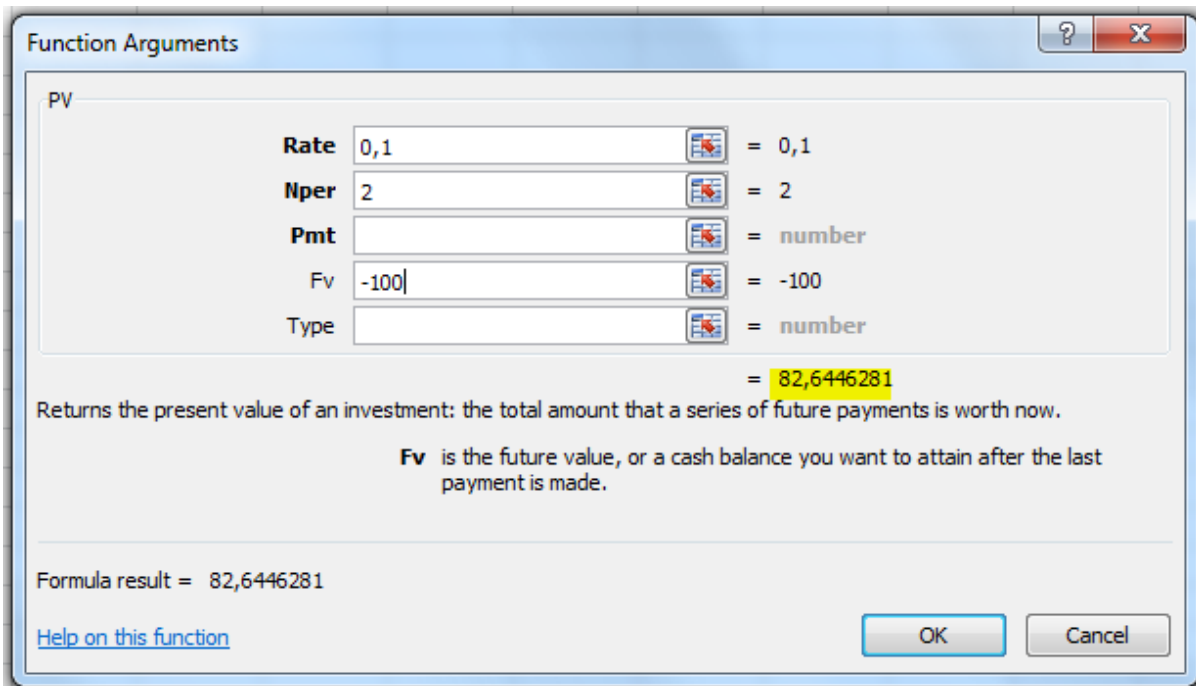 Function Arguments
PV
Rate 0,1 = 0,1
Nper 2 = 2
Pmt = number
Fv -100 = -100
Type = number
= 82,6446281
Returns the present value of an investment: the total amount that a series of future payments is worth now.
Fv is the future value, or a cash balance you want to attain after the last
payment is made.
Formula result = 82,6446281
Help on this function
OK Cancel